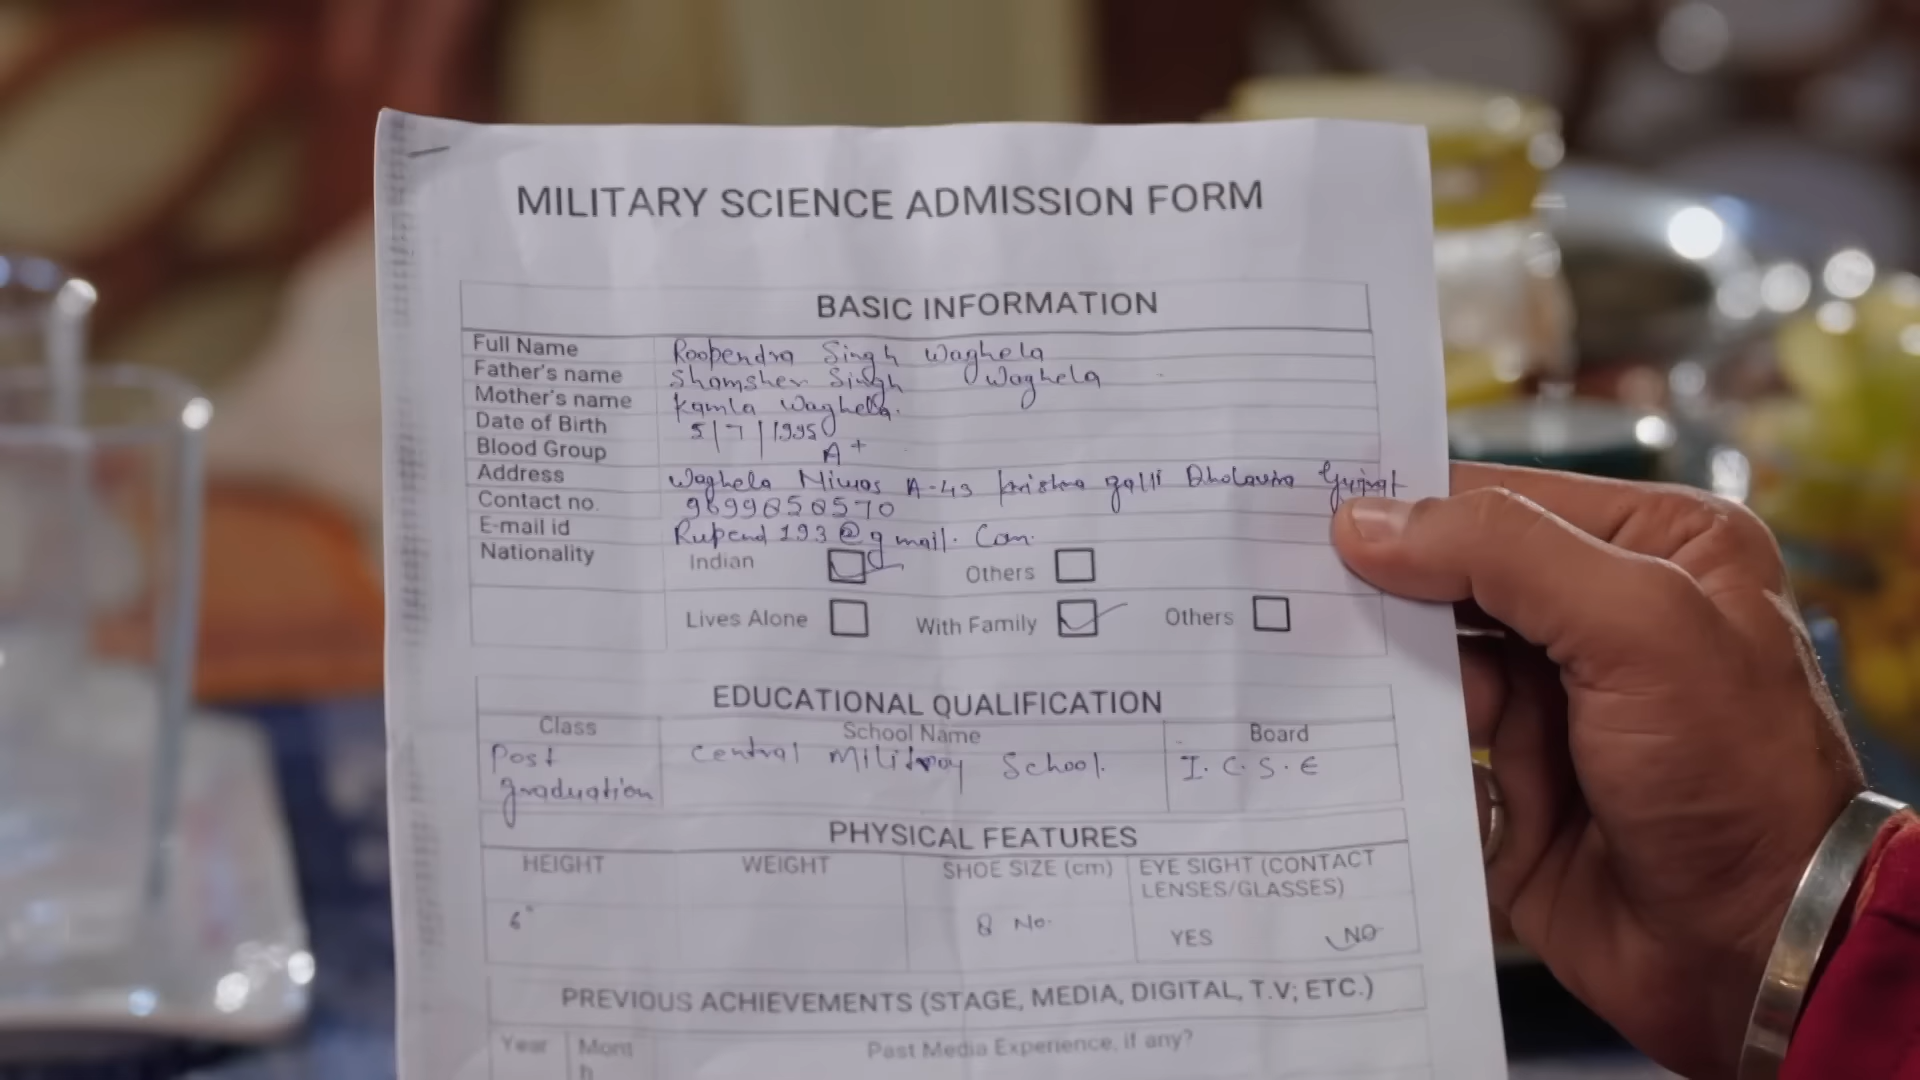 MILITARY SCIENCE ADMISSION FORM
BASIC INFORMATION
Full Name Roopendra Singh Waghela
Father's name Shamsher Singh Waghela
Mother's name Kamla Waghela.
Date of Birth 5/7/1995
Blood Group A+
Address Waghela Niwas A-43 krishna galli Dholavira Gujrat
Contact no. 9699650570
E-mail id Rupend193@gmail.Com
Nationality Indian Others
Lives Alone With Family Others
EDUCATIONAL QUALIFICATION
Class School Name Board
Post graduation Central Military School. I.C.S.E
PHYSICAL FEATURES
HEIGHT WEIGHT SHOE SIZE (cm) EYE SIGHT (CONTACT LENSES/GLASSES)
6" 8 No. YES NO
PREVIOUS ACHIEVEMENTS (STAGE, MEDIA, DIGITAL, T.V; ETC.)
Year Month Past Media Experience, if any?